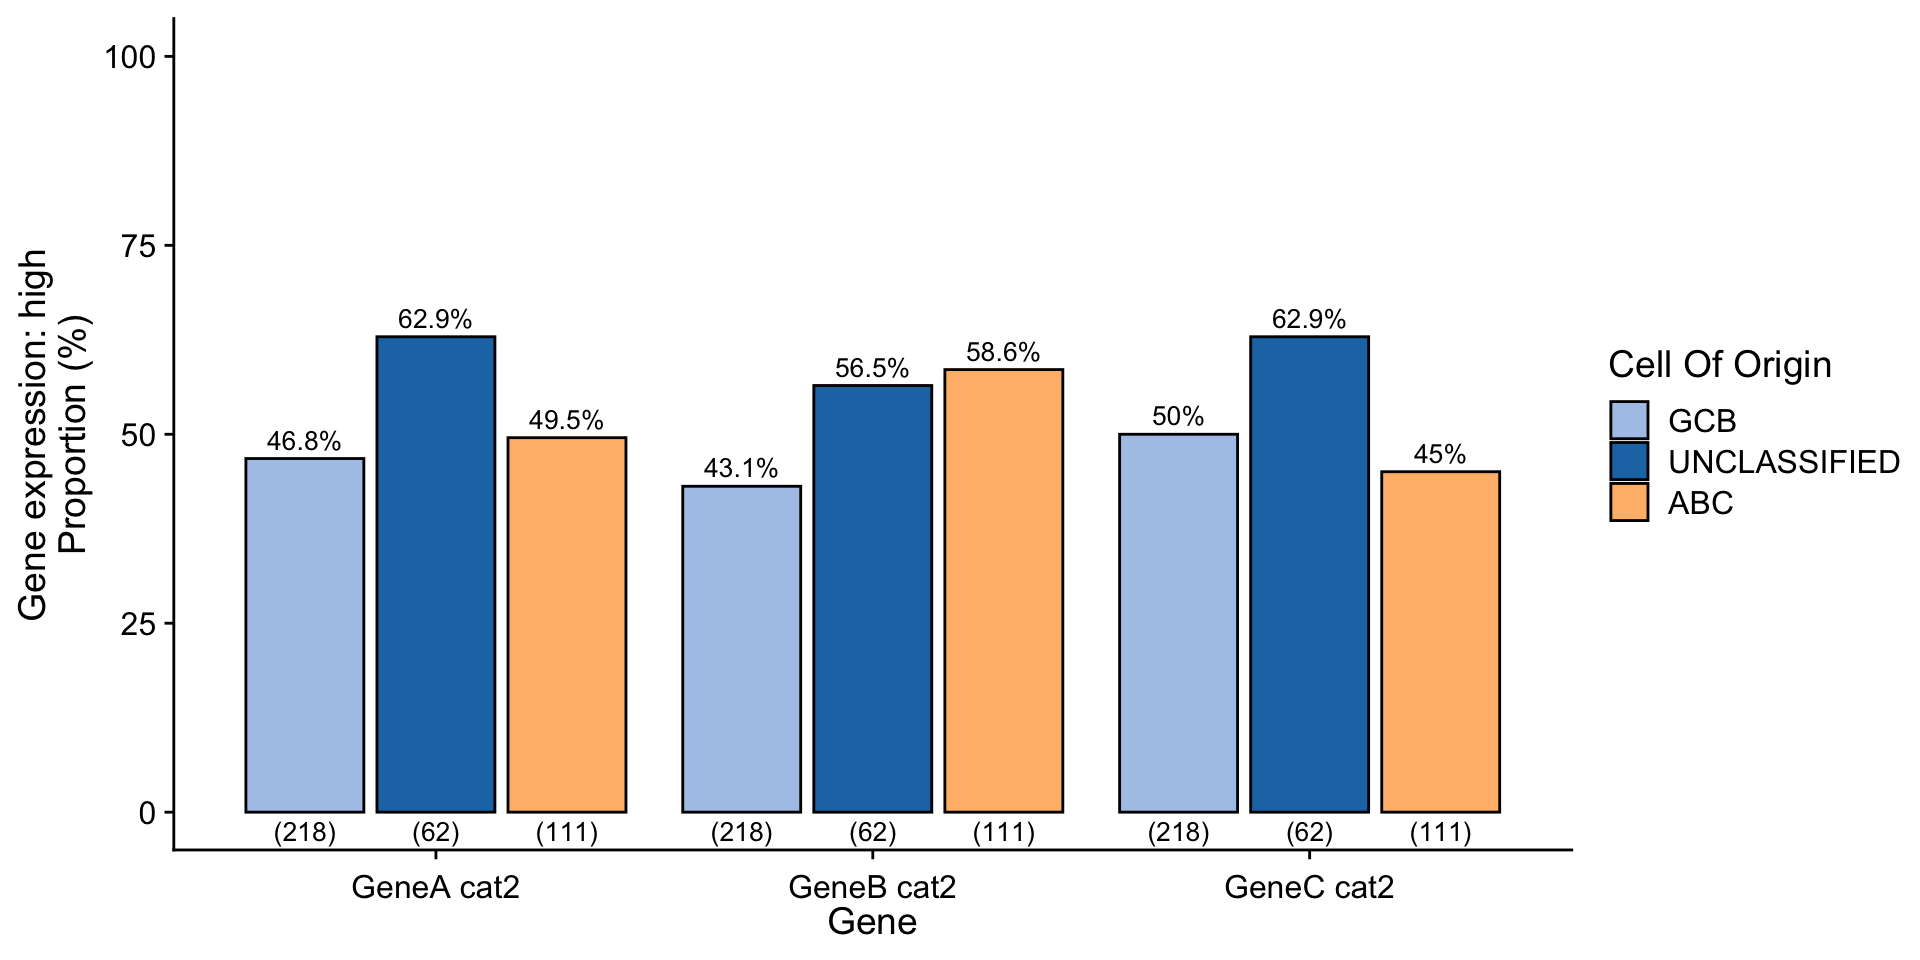 Gene expression: high
Proportion (%)
100
75
50
25
0
46.8%
62.9%
49.5%
43.1%
56.5%
58.6%
50%
62.9%
45%
(218)
(62)
(111)
(218)
(62)
(111)
(218)
(62)
(111)
GeneA cat2
GeneB cat2
GeneC cat2
Gene
Cell Of Origin
GCB
UNCLASSIFIED
ABC